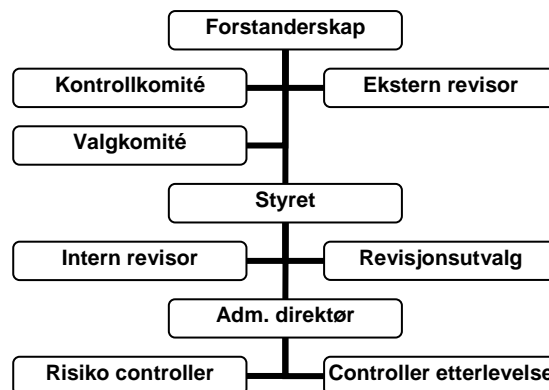 Forstanderskap
Kontrollkomité
Ekstern revisor
Valgkomité
Styret
Intern revisor
Revisjonsutvalg
Adm. direktør
Risiko controller
Controller etterlevelse